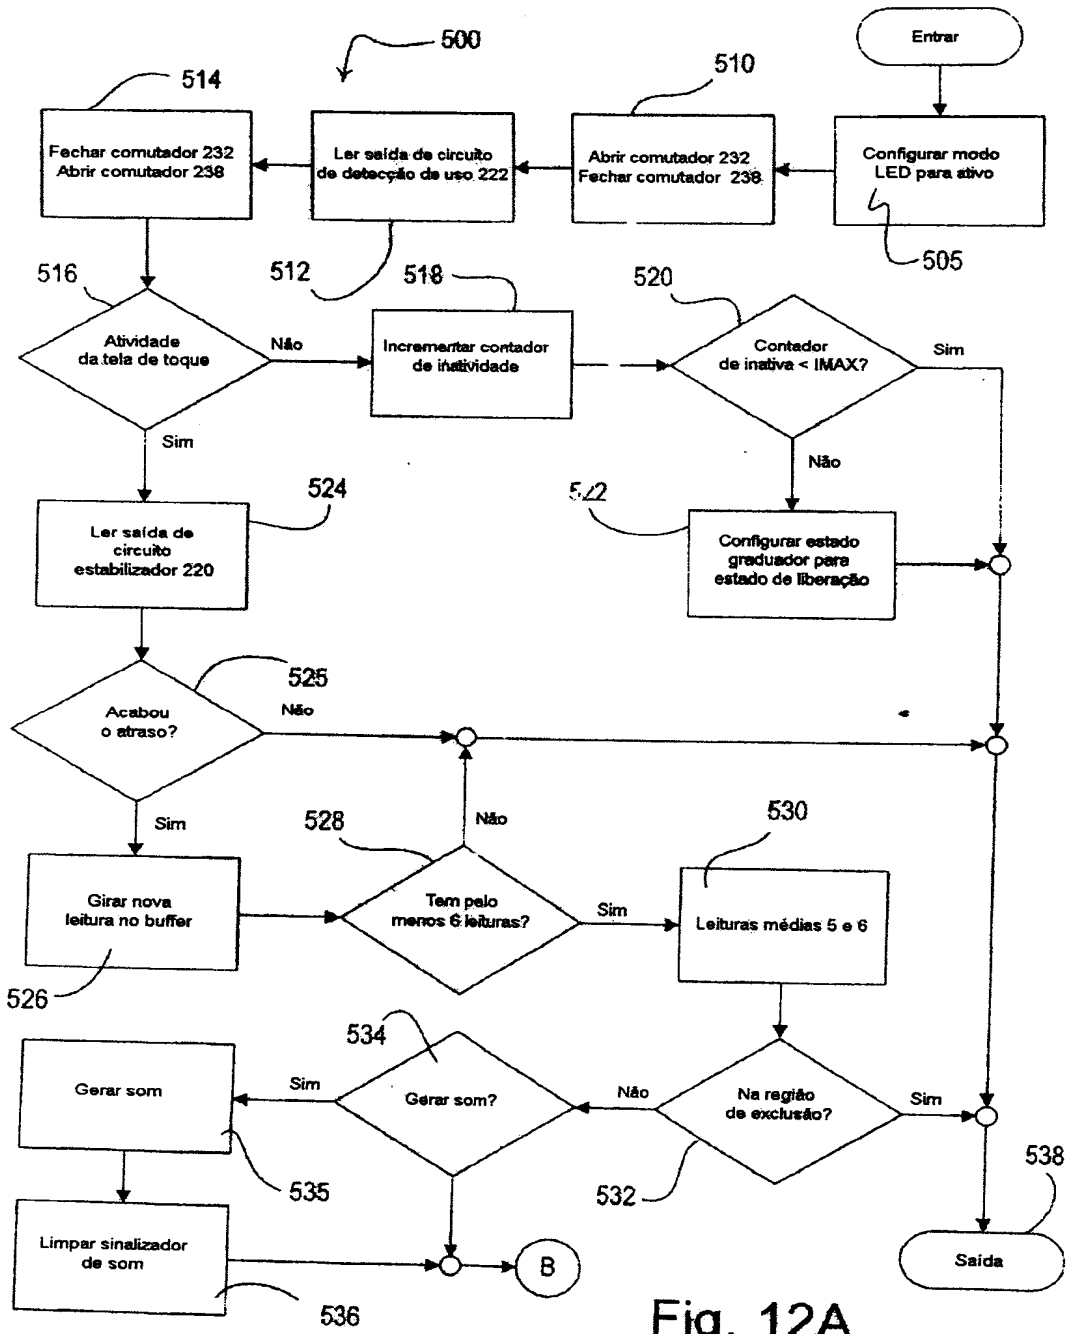 500
Entrar
514
510
Fechar comutador 232
Abrir comutador 238
Ler saída de circuito
de detecção de uso 222
Abrir comutador 232
Fechar comutador 238
Configurar modo
LED para ativo
505
516
512
518
520
Atividade
da tela de toque
Não
Incrementar contador
de inatividade
Contador
de inativa < IMAX?
Sim
Sim
Não
524
522
Ler saída de
circuito
estabilizador 220
Configurar estado
graduador para
estado de liberação
525
Acabou
o atraso?
Não
Sim
528
Não
530
Girar nova
leitura no buffer
Tem pelo
menos 6 leituras?
Sim
Leituras médias 5 e 6
526
534
Gerar som
Sim
Gerar som?
Não
Na região
de exclusão?
Sim
535
532
538
Limpar sinalizador
de som
B
Saída
536
Fig. 12A